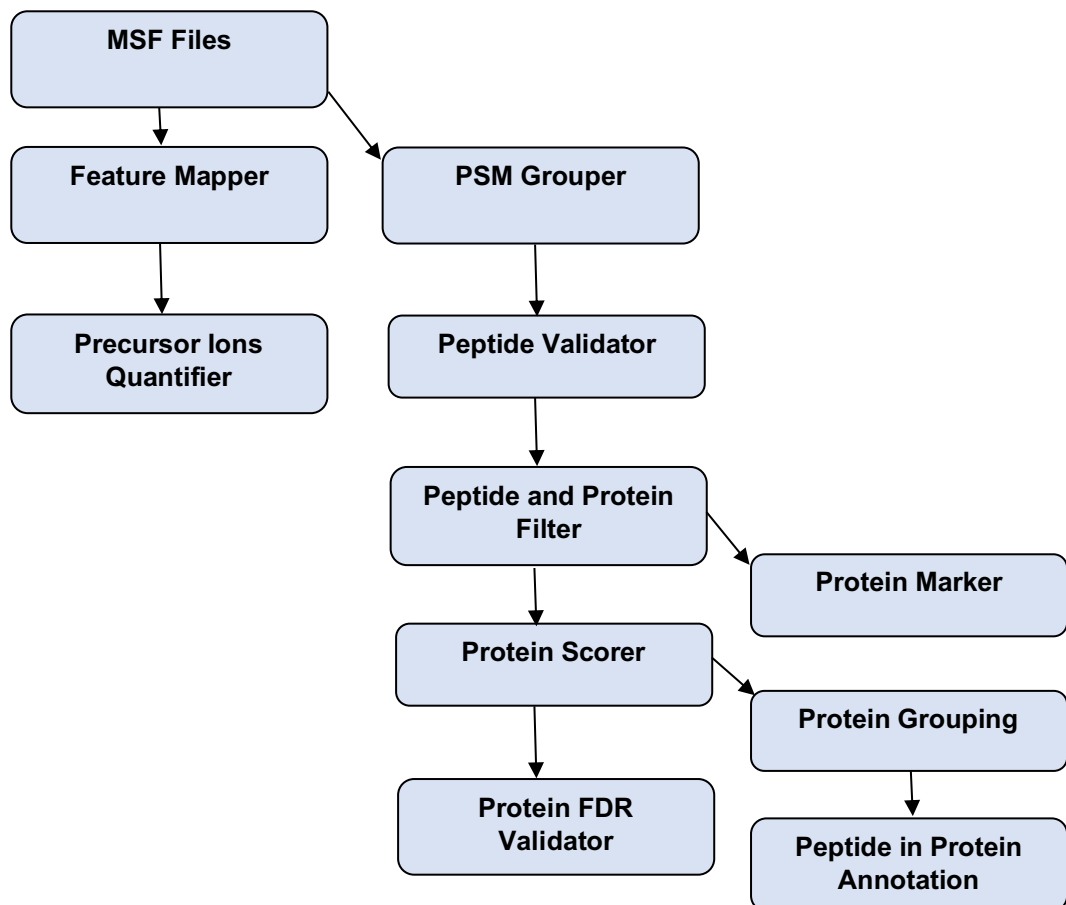 MSF Files
Feature Mapper
PSM Grouper
Precursor Ions
Quantifier
Peptide Validator
Peptide and Protein
Filter
Protein Marker
Protein Scorer
Protein Grouping
Protein FDR
Validator
Peptide in Protein
Annotation